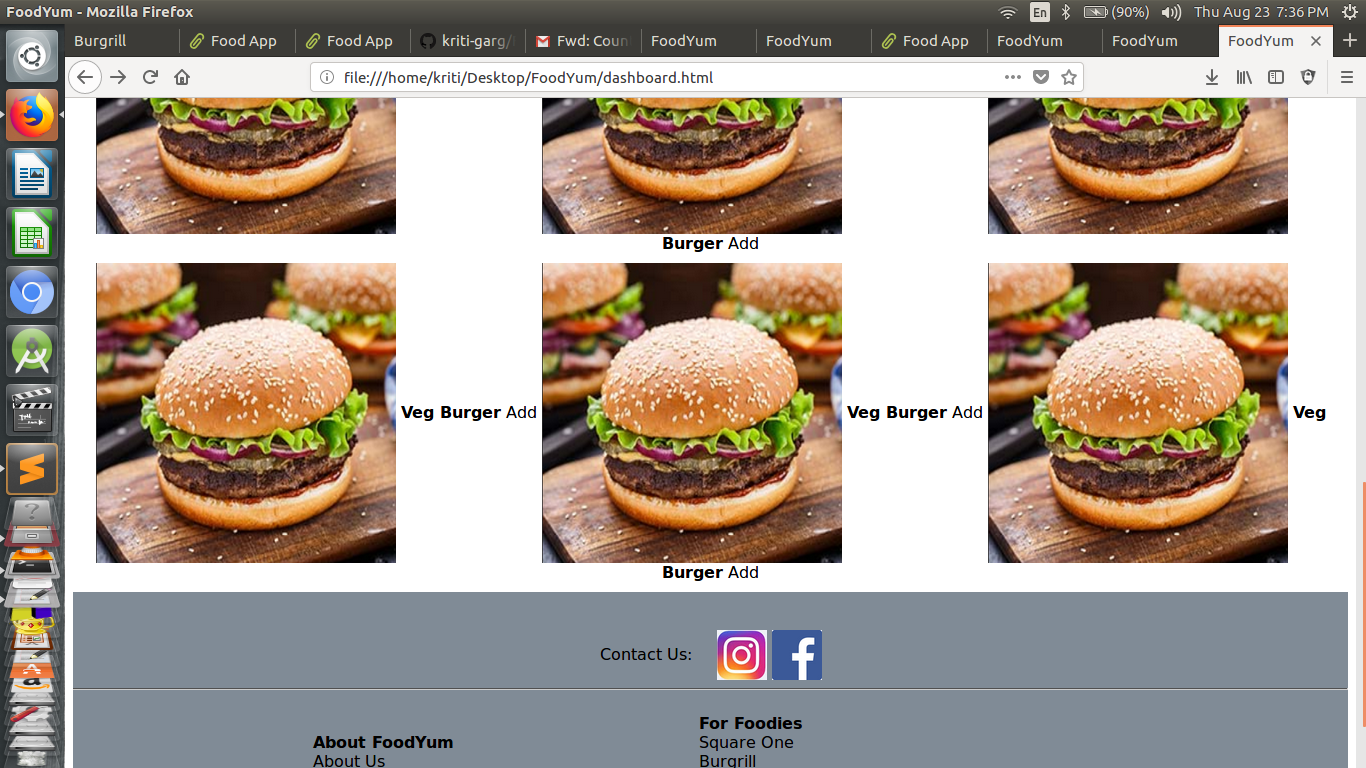 FoodYum - Mozilla Firefox
En
(90%)
Thu Aug 23 7:36 PM
Burgrill
Food App
Food App
kriti-garg/
Fwd: Coun
FoodYum
FoodYum
Food App
FoodYum
FoodYum
FoodYum
file:///home/kriti/Desktop/FoodYum/dashboard.html
Burger Add
Veg Burger Add
Veg Burger Add
Veg
Burger Add
Contact Us:
About FoodYum
About Us
For Foodies
Square One
Burgrill